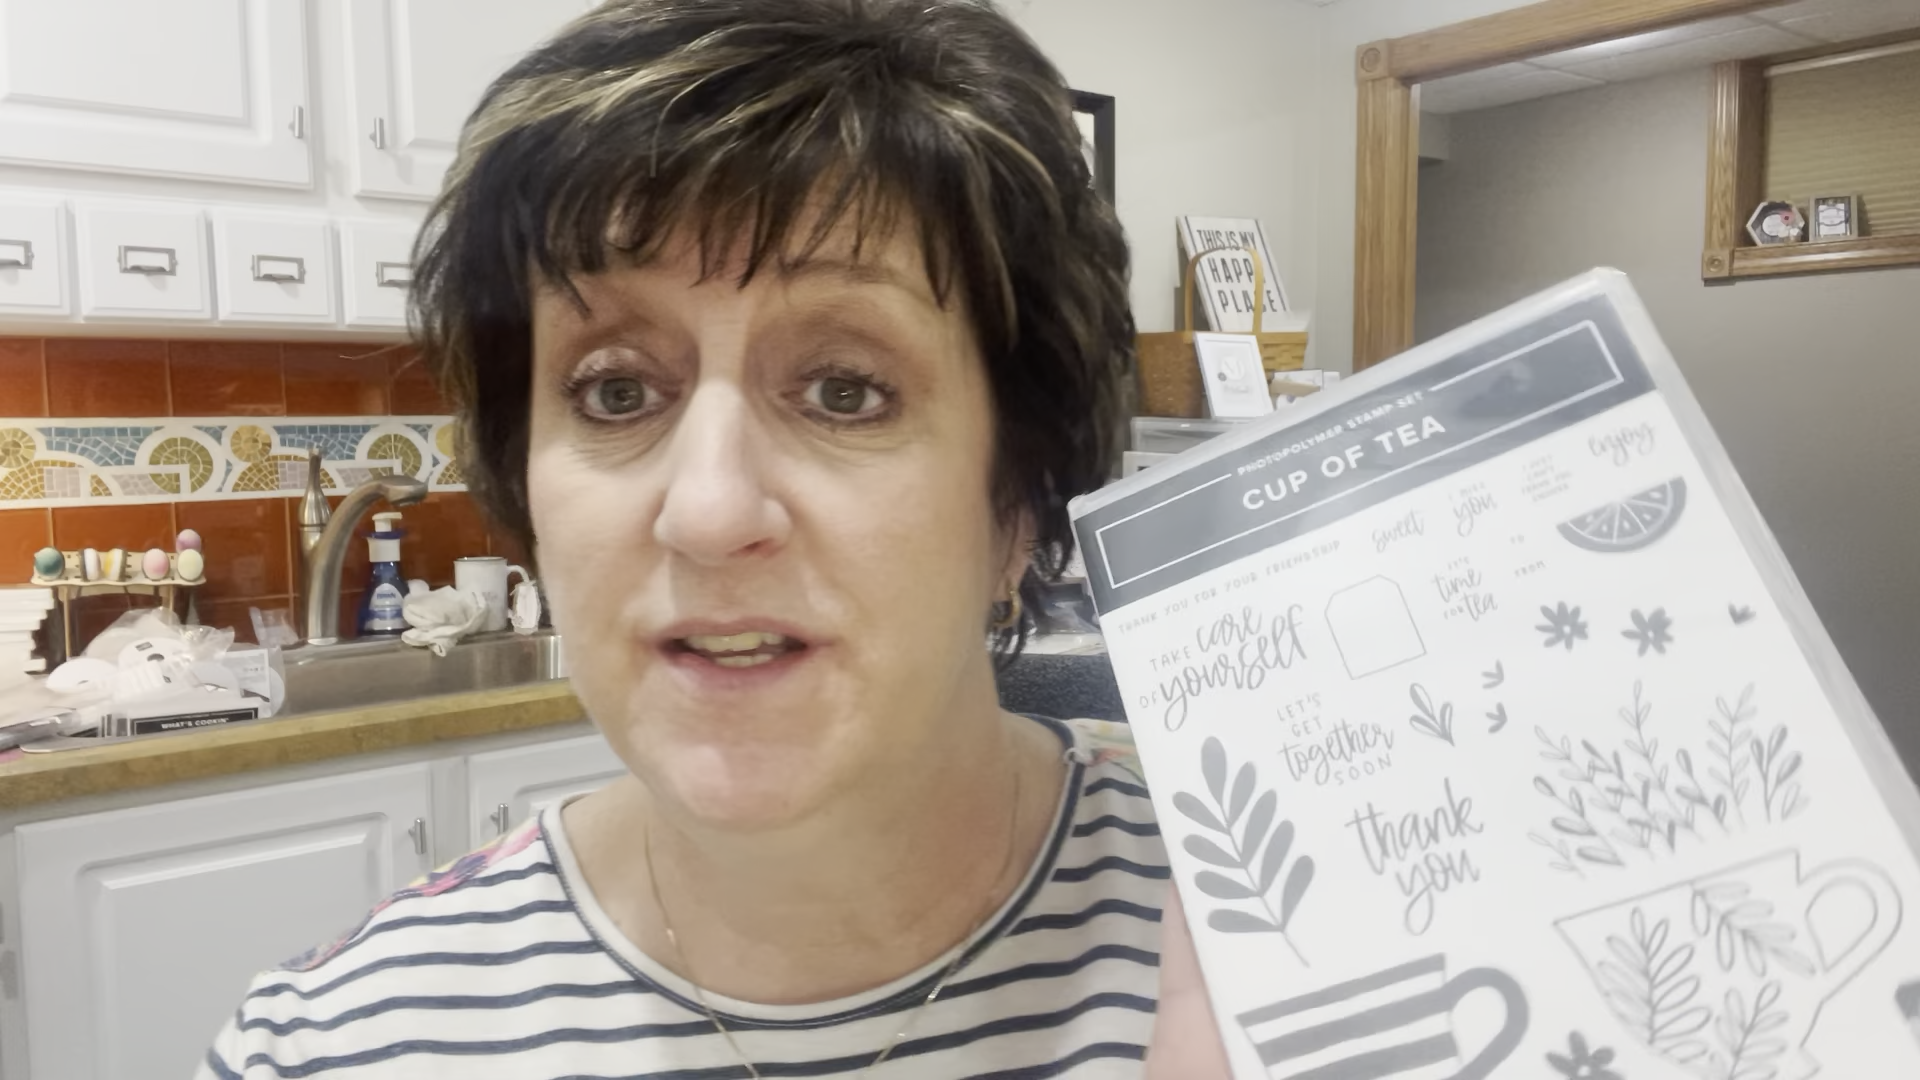 THIS IS MY
HAPPY
PLACE
PHOTOPOLYMER STAMP SET
CUP OF TEA
enjoy
I MISS
you
sweet
THANK YOU FOR YOUR FRIENDSHIP
TO
FROM
IT'S
time
FOR tea
TAKE care
OF yourself
LET'S
GET
together
SOON
thank
you
WHAT'S COOKIN'